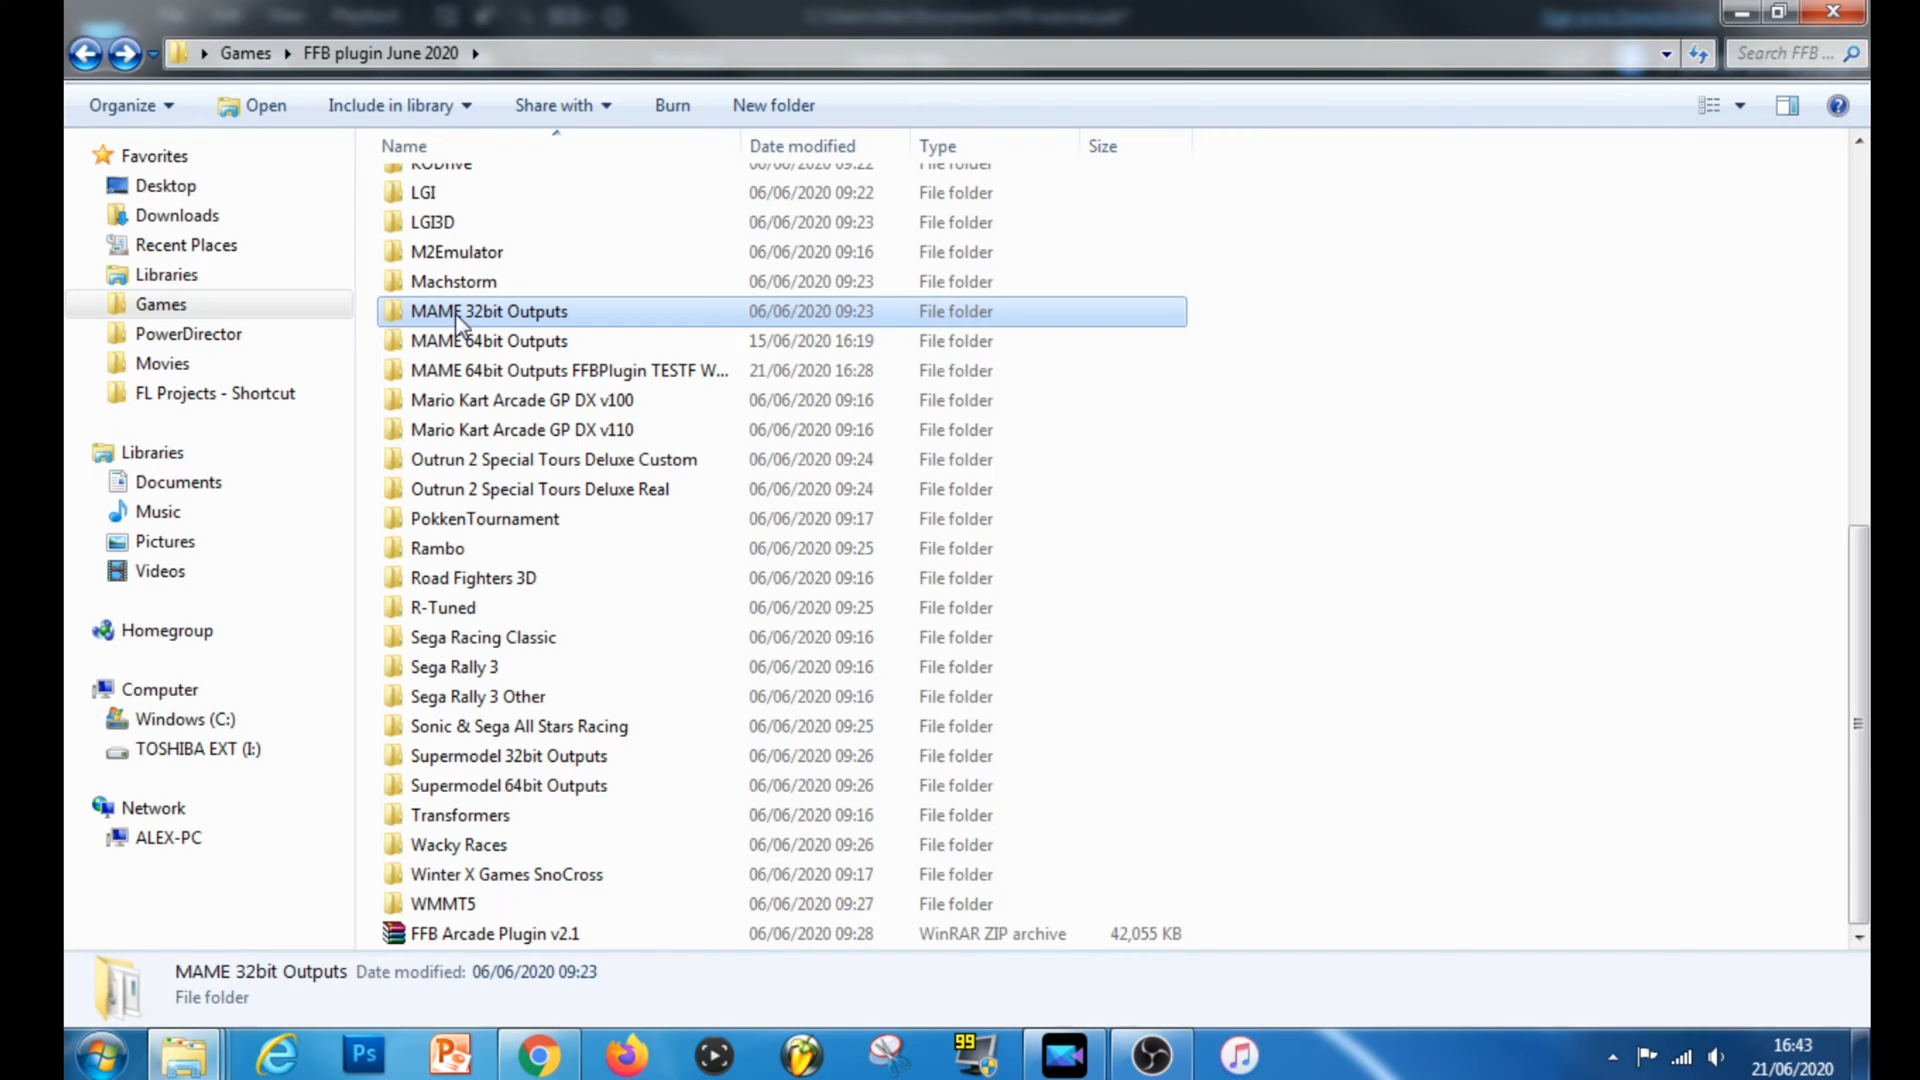 Games FFB plugin June 2020 Search FFB ...
Organize Open Include in library Share with Burn New folder
Name Date modified Type Size
Favorites
Desktop
Downloads
Recent Places
Libraries
Games
PowerDirector
Movies
FL Projects - Shortcut
Libraries
Documents
Music
Pictures
Videos
Homegroup
Computer
Windows (C:)
TOSHIBA EXT (I:)
Network
ALEX-PC
LGI 06/06/2020 09:22 File folder
LGI3D 06/06/2020 09:23 File folder
M2Emulator 06/06/2020 09:16 File folder
Machstorm 06/06/2020 09:23 File folder
MAME 32bit Outputs 06/06/2020 09:23 File folder
MAME 64bit Outputs 15/06/2020 16:19 File folder
MAME 64bit Outputs FFBPlugin TESTF W... 21/06/2020 16:28 File folder
Mario Kart Arcade GP DX v100 06/06/2020 09:16 File folder
Mario Kart Arcade GP DX v110 06/06/2020 09:16 File folder
Outrun 2 Special Tours Deluxe Custom 06/06/2020 09:24 File folder
Outrun 2 Special Tours Deluxe Real 06/06/2020 09:24 File folder
PokkenTournament 06/06/2020 09:17 File folder
Rambo 06/06/2020 09:25 File folder
Road Fighters 3D 06/06/2020 09:16 File folder
R-Tuned 06/06/2020 09:25 File folder
Sega Racing Classic 06/06/2020 09:16 File folder
Sega Rally 3 06/06/2020 09:16 File folder
Sega Rally 3 Other 06/06/2020 09:16 File folder
Sonic & Sega All Stars Racing 06/06/2020 09:25 File folder
Supermodel 32bit Outputs 06/06/2020 09:26 File folder
Supermodel 64bit Outputs 06/06/2020 09:26 File folder
Transformers 06/06/2020 09:16 File folder
Wacky Races 06/06/2020 09:26 File folder
Winter X Games SnoCross 06/06/2020 09:17 File folder
WMMT5 06/06/2020 09:27 File folder
FFB Arcade Plugin v2.1 06/06/2020 09:28 WinRAR ZIP archive 42,055 KB
MAME 32bit Outputs Date modified: 06/06/2020 09:23
File folder
Ps
99
16:43
21/06/2020